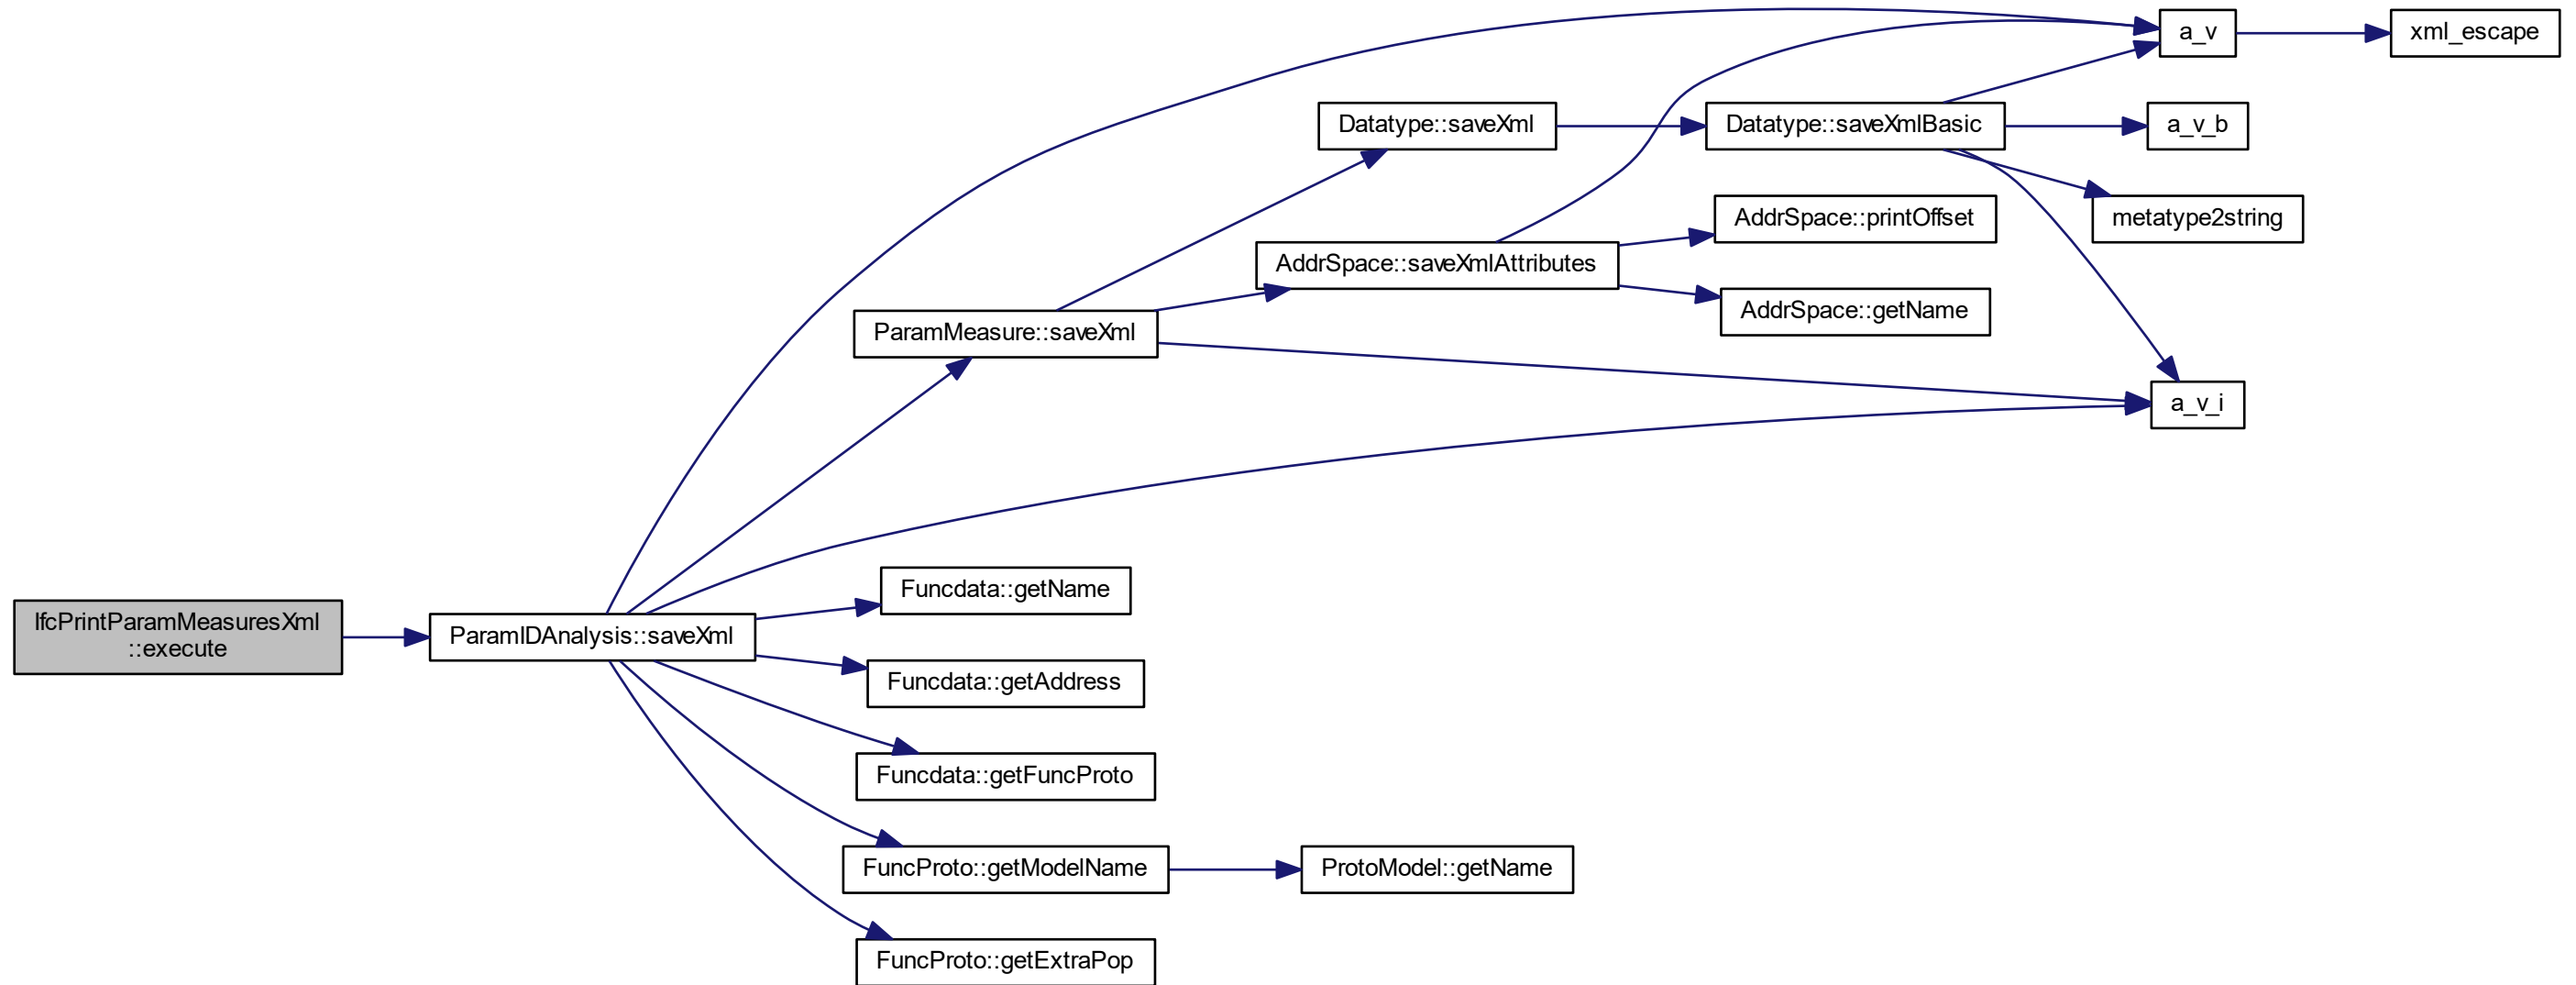 a_v
xml_escape
Datatype::saveXml
Datatype::saveXmlBasic
a_v_b
AddrSpace::printOffset
metatype2string
AddrSpace::saveXmlAttributes
AddrSpace::getName
ParamMeasure::saveXml
a_v_i
Funcdata::getName
IfcPrintParamMeasuresXml
::execute
ParamIDAnalysis::saveXml
Funcdata::getAddress
Funcdata::getFuncProto
FuncProto::getModelName
ProtoModel::getName
FuncProto::getExtraPop